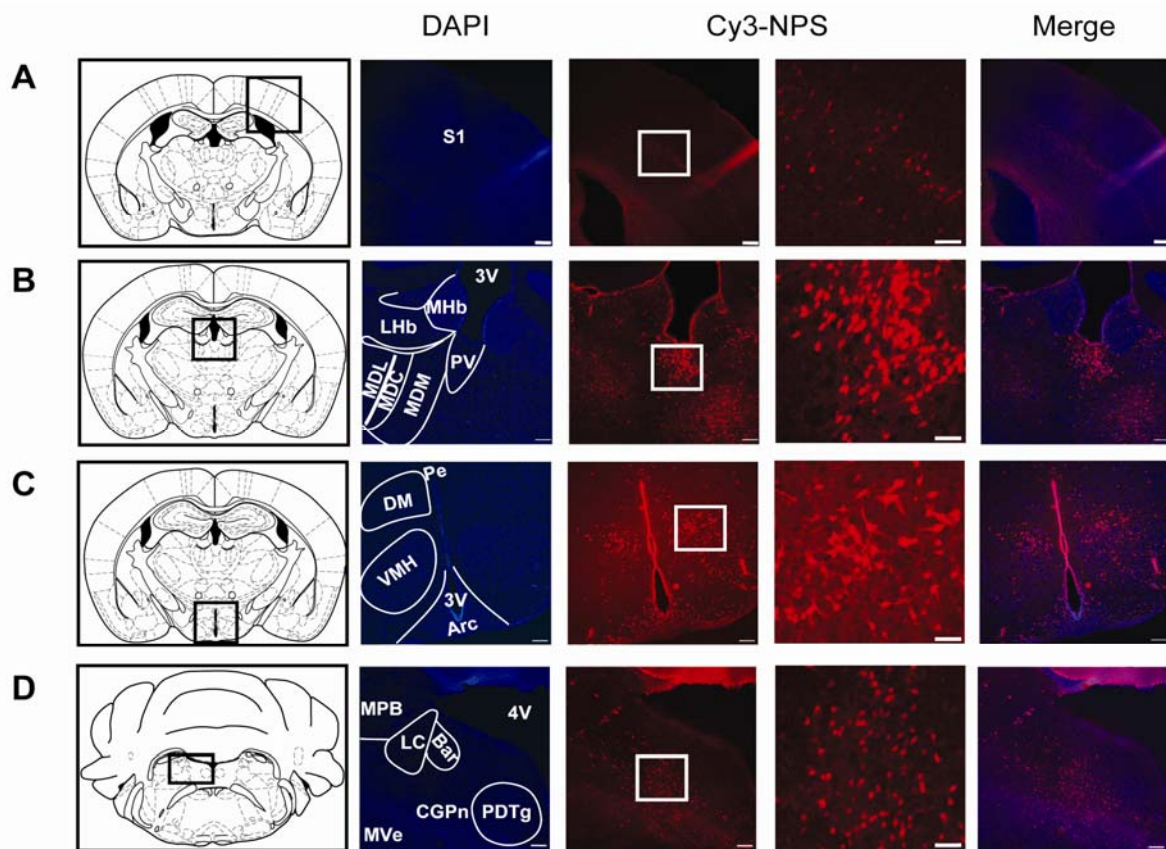 DAPI Cy3-NPS Merge
A
S1
B
3V
MHb
LHb
PV
MDL
MDC
MDM
C
Pe
DM
VMH
3V
Arc
D
MPB
4V
LC
Bar
CGPn
PDTg
MVe